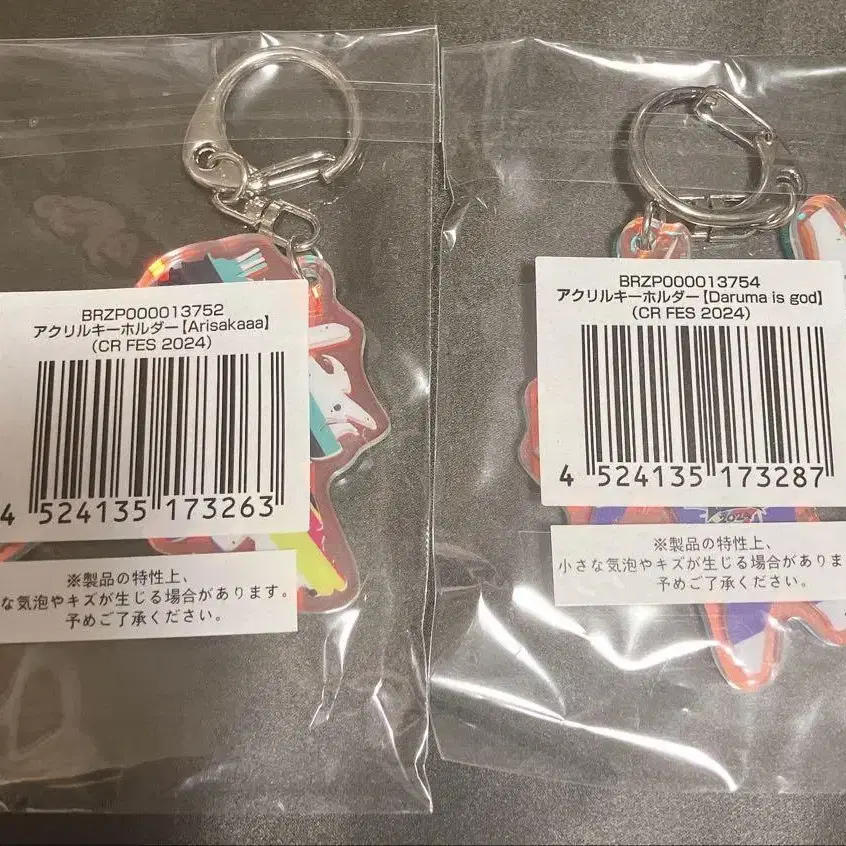 BRZP000013752
アクリルキーホルダー【Arisakaaa】
(CR FES 2024)
4 524135 173263
※製品の特性上、
な気泡やキズが生じる場合があります。
予めご了承ください。
BRZP000013754
アクリルキーホルダー【Daruma is god】
(CR FES 2024)
4 524135 173287
2024
※製品の特性上、
小さな気泡やキズが生じる場合がありま
予めご了承ください。